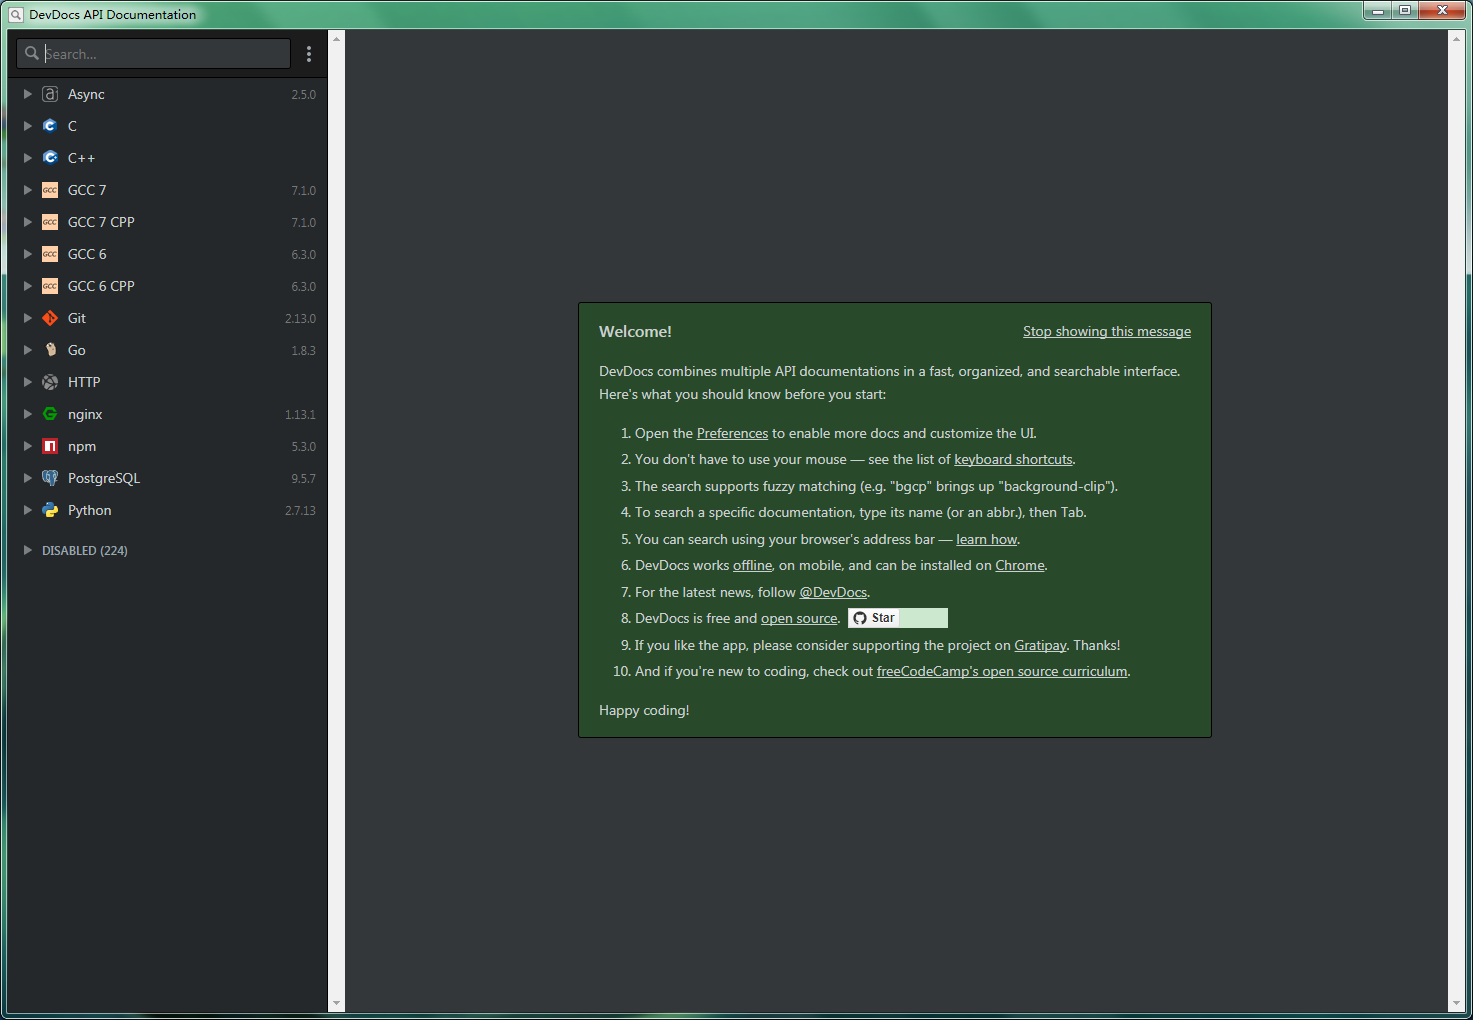 DevDocs API Documentation
Search...
Async 2.5.0
C
C++
GCC 7 7.1.0
GCC 7 CPP 7.1.0
GCC 6 6.3.0
GCC 6 CPP 6.3.0
Git 2.13.0
Go 1.8.3
HTTP
nginx 1.13.1
npm 5.3.0
PostgreSQL 9.5.7
Python 2.7.13
DISABLED (224)
Welcome! Stop showing this message
DevDocs combines multiple API documentations in a fast, organized, and searchable interface.
Here's what you should know before you start:
1. Open the Preferences to enable more docs and customize the UI.
2. You don't have to use your mouse — see the list of keyboard shortcuts.
3. The search supports fuzzy matching (e.g. "bgcp" brings up "background-clip").
4. To search a specific documentation, type its name (or an abbr.), then Tab.
5. You can search using your browser's address bar — learn how.
6. DevDocs works offline, on mobile, and can be installed on Chrome.
7. For the latest news, follow @DevDocs.
8. DevDocs is free and open source. Star
9. If you like the app, please consider supporting the project on Gratipay. Thanks!
10. And if you're new to coding, check out freeCodeCamp's open source curriculum.
Happy coding!